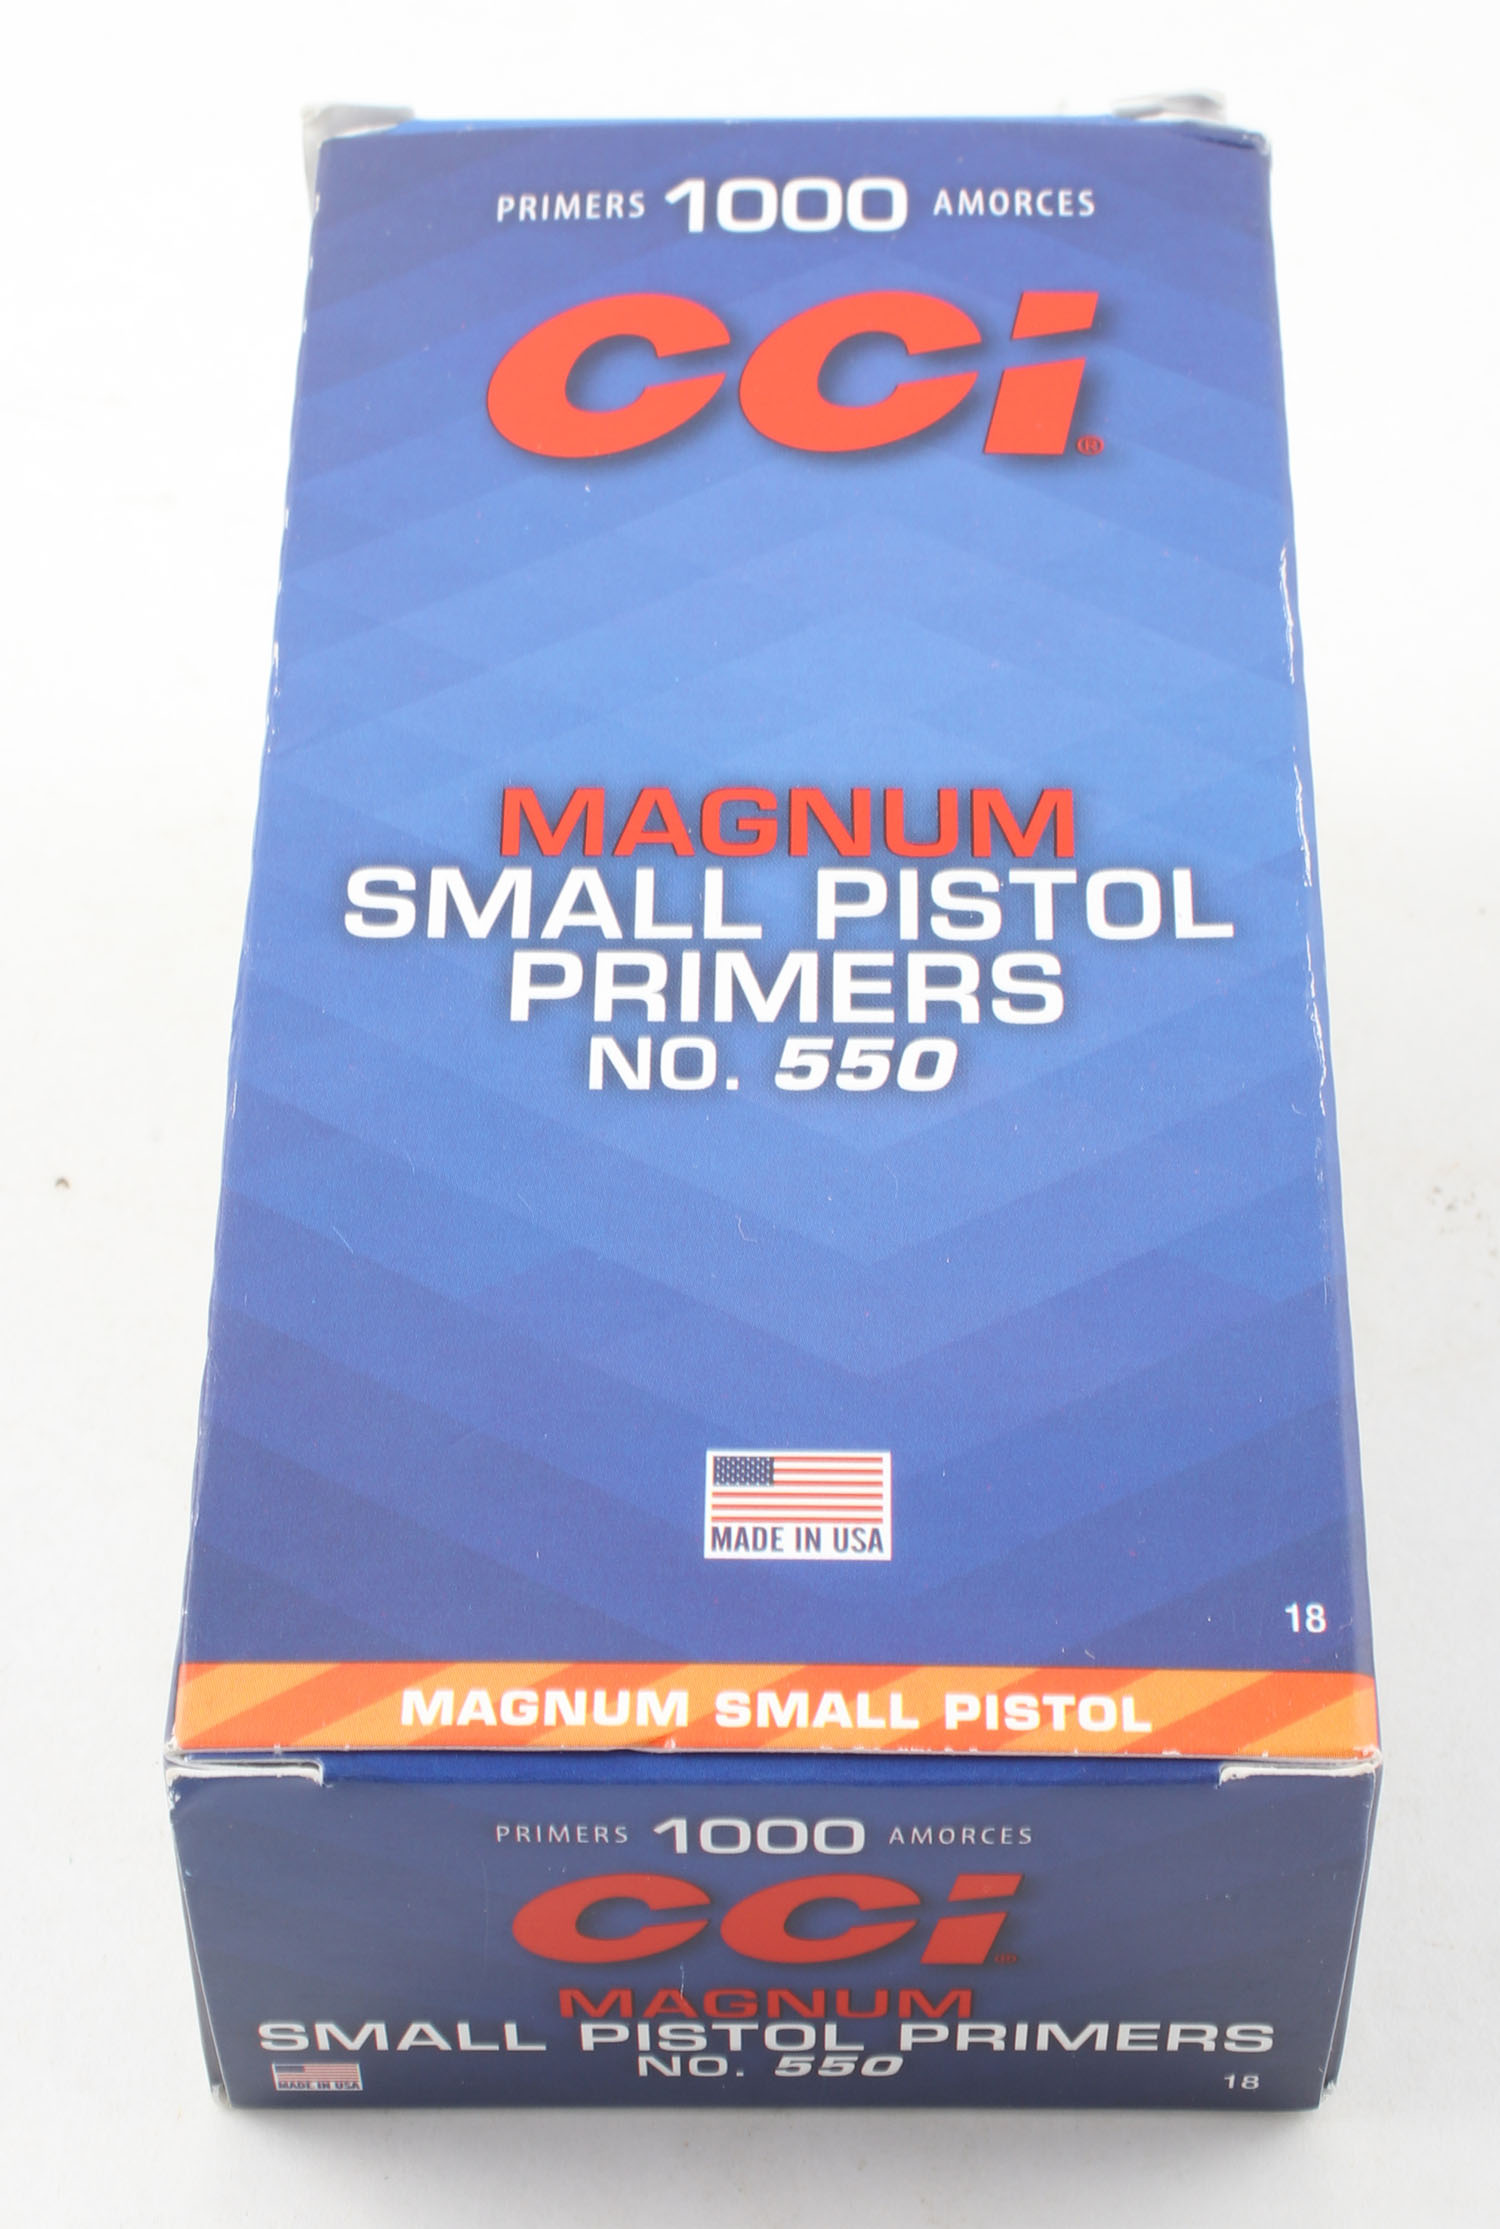 PRIMERS 1000 AMORCES
CCi®
MAGNUM
SMALL PISTOL
PRIMERS
NO. 550
MADE IN USA
18
MAGNUM SMALL PISTOL
PRIMERS 1000 AMORCES
CCi®
MAGNUM
SMALL PISTOL PRIMERS
NO. 550
MADE IN USA
18